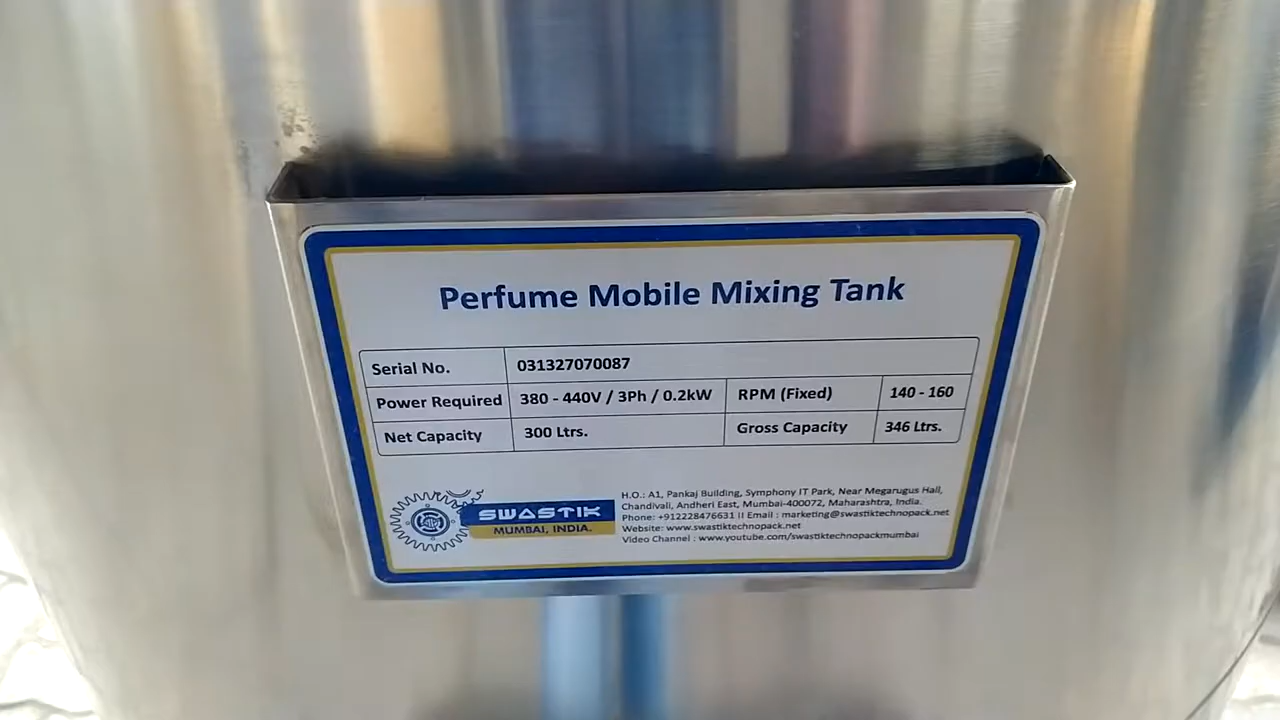 Perfume Mobile Mixing Tank
Serial No. 031327070087
Power Required 380 - 440V / 3Ph / 0.2kW RPM (Fixed) 140 - 160
Net Capacity 300 Ltrs. Gross Capacity 346 Ltrs.
SWASTIK
MUMBAI, INDIA.
H.O.: A1, Pankaj Building, Symphony IT Park, Near Megarugus Hall,
Chandivali, Andheri East, Mumbai-400072, Maharashtra, India.
Phone: +912228476631 II Email : marketing@swastiktechnopack.net
Website: www.swastiktechnopack.net
Video Channel : www.youtube.com/swastiktechnopackmumbai